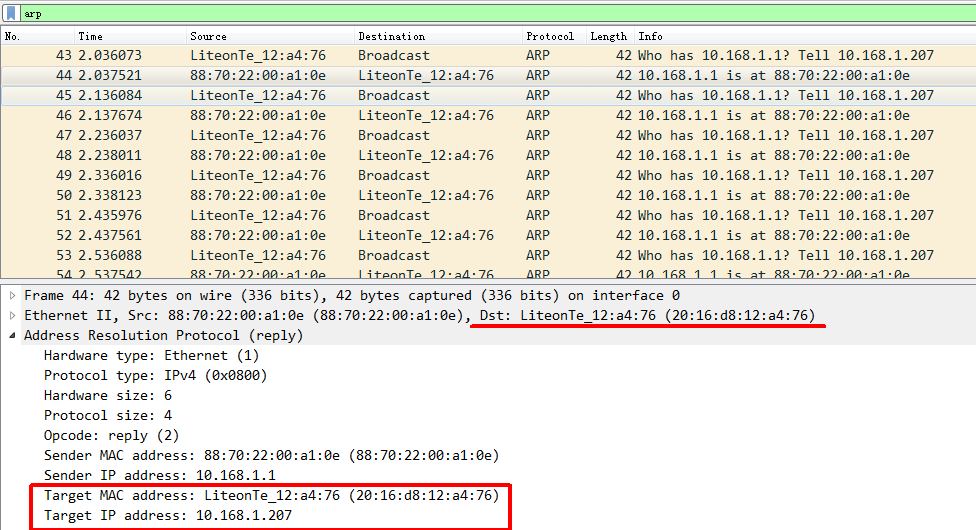 arp
No. Time Source Destination Protocol Length Info
43 2.036073 LiteonTe_12:a4:76 Broadcast ARP 42 Who has 10.168.1.1? Tell 10.168.1.207
44 2.037521 88:70:22:00:a1:0e LiteonTe_12:a4:76 ARP 42 10.168.1.1 is at 88:70:22:00:a1:0e
45 2.136084 LiteonTe_12:a4:76 Broadcast ARP 42 Who has 10.168.1.1? Tell 10.168.1.207
46 2.137674 88:70:22:00:a1:0e LiteonTe_12:a4:76 ARP 42 10.168.1.1 is at 88:70:22:00:a1:0e
47 2.236037 LiteonTe_12:a4:76 Broadcast ARP 42 Who has 10.168.1.1? Tell 10.168.1.207
48 2.238011 88:70:22:00:a1:0e LiteonTe_12:a4:76 ARP 42 10.168.1.1 is at 88:70:22:00:a1:0e
49 2.336016 LiteonTe_12:a4:76 Broadcast ARP 42 Who has 10.168.1.1? Tell 10.168.1.207
50 2.338123 88:70:22:00:a1:0e LiteonTe_12:a4:76 ARP 42 10.168.1.1 is at 88:70:22:00:a1:0e
51 2.435976 LiteonTe_12:a4:76 Broadcast ARP 42 Who has 10.168.1.1? Tell 10.168.1.207
52 2.437561 88:70:22:00:a1:0e LiteonTe_12:a4:76 ARP 42 10.168.1.1 is at 88:70:22:00:a1:0e
53 2.536088 LiteonTe_12:a4:76 Broadcast ARP 42 Who has 10.168.1.1? Tell 10.168.1.207
54 2.537542 88:70:22:00:a1:0e LiteonTe_12:a4:76 ARP 42 10.168.1.1 is at 88:70:22:00:a1:0e
Frame 44: 42 bytes on wire (336 bits), 42 bytes captured (336 bits) on interface 0
Ethernet II, Src: 88:70:22:00:a1:0e (88:70:22:00:a1:0e), Dst: LiteonTe_12:a4:76 (20:16:d8:12:a4:76)
Address Resolution Protocol (reply)
Hardware type: Ethernet (1)
Protocol type: IPv4 (0x0800)
Hardware size: 6
Protocol size: 4
Opcode: reply (2)
Sender MAC address: 88:70:22:00:a1:0e (88:70:22:00:a1:0e)
Sender IP address: 10.168.1.1
Target MAC address: LiteonTe_12:a4:76 (20:16:d8:12:a4:76)
Target IP address: 10.168.1.207